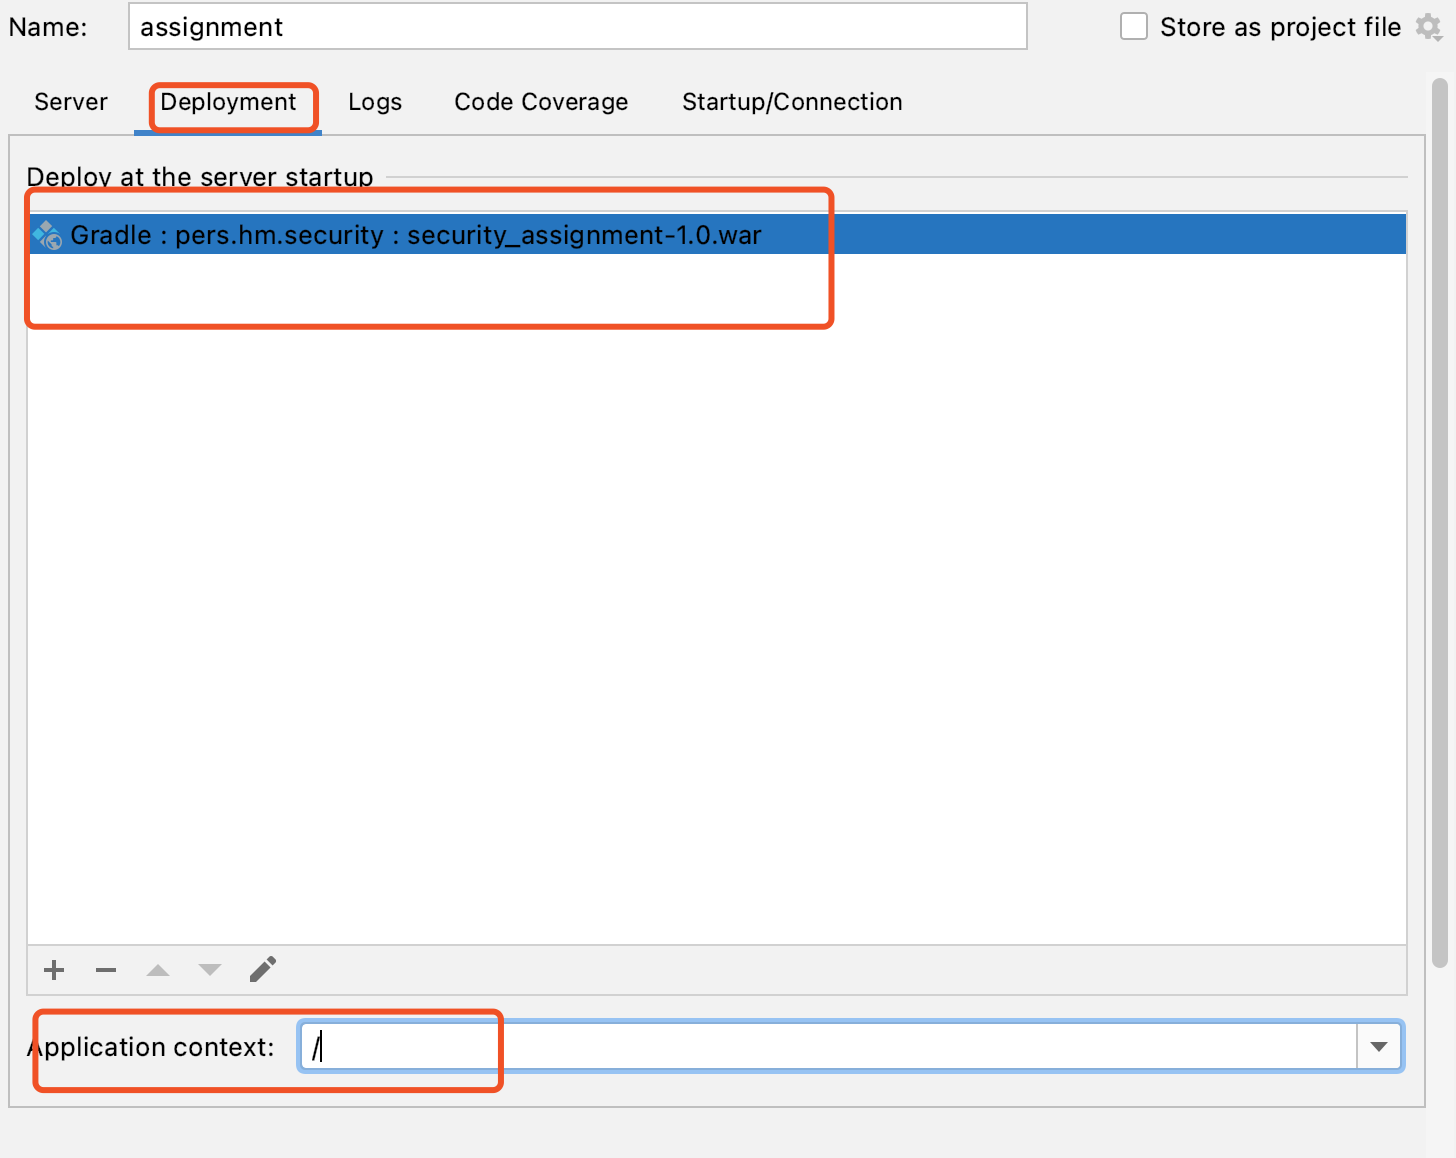 Name: assignment Store as project file
Server Deployment Logs Code Coverage Startup/Connection
Deploy at the server startup
Gradle : pers.hm.security : security_assignment-1.0.war
Application context: /